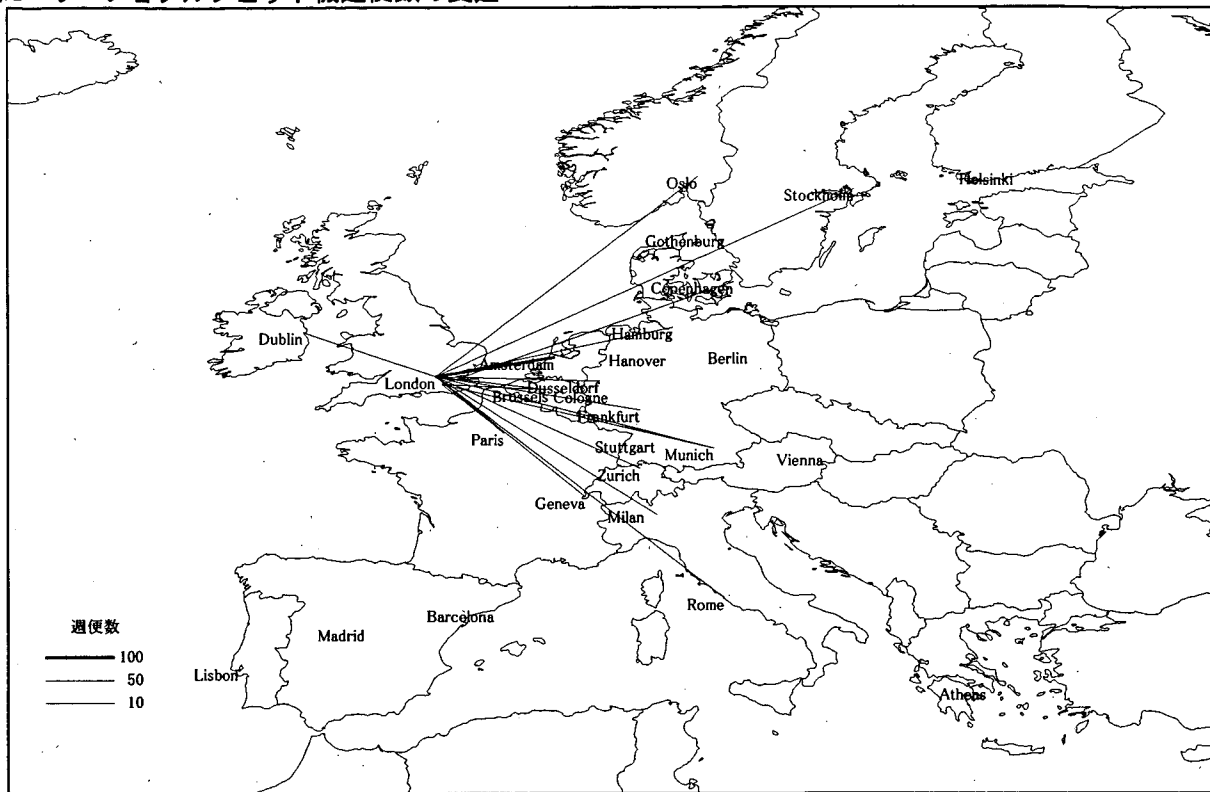 Oslo
Stockholm
Helsinki
Gothenburg
Copenhagen
Dublin
Hamburg
Amsterdam
Hanover
Berlin
London
Dusseldorf
Brussels
Cologne
Frankfurt
Paris
Stuttgart
Munich
Vienna
Zurich
Geneva
Milan
Rome
Barcelona
Madrid
Lisbon
Athens
週便数
100
50
10